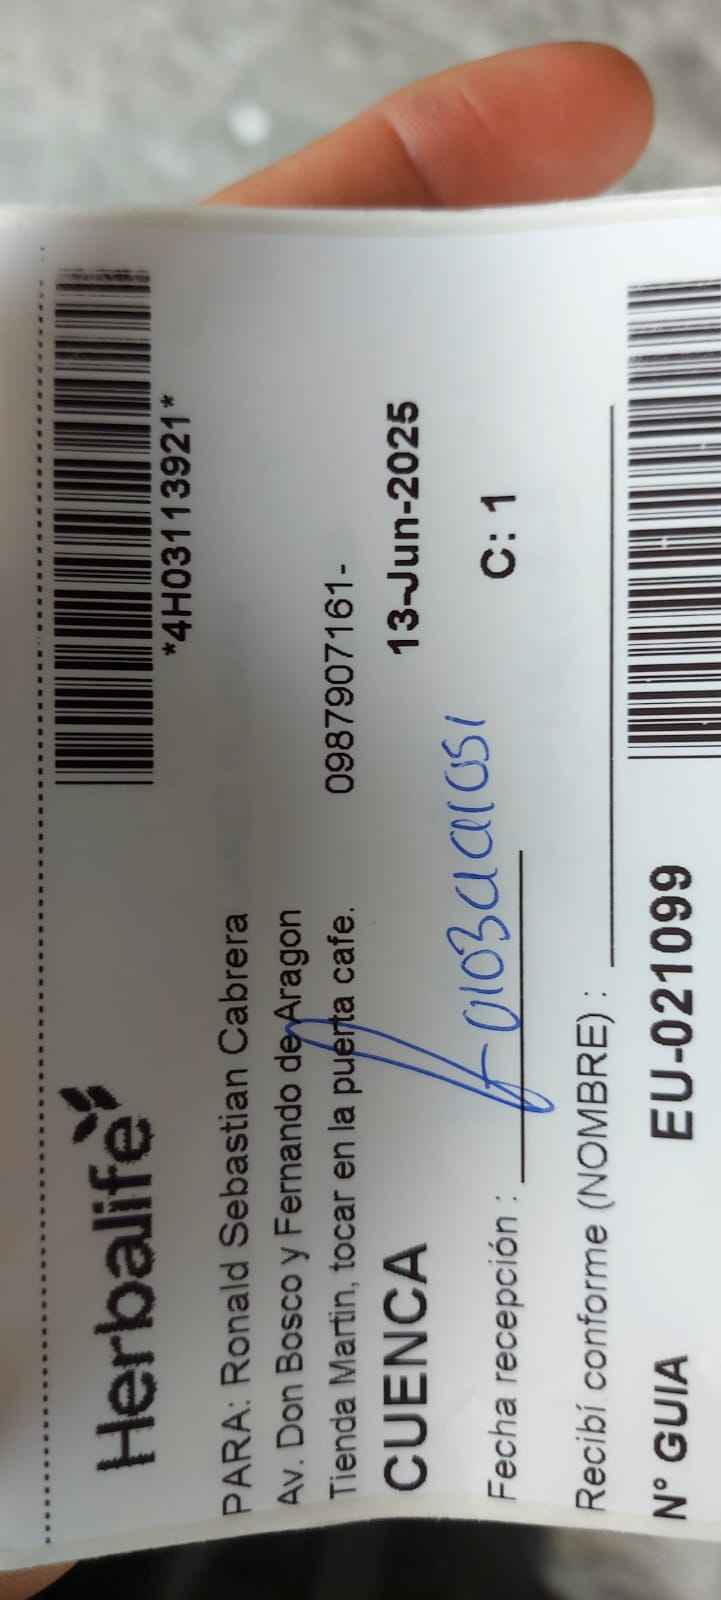 Herbalife
*4H03113921*
PARA: Ronald Sebastian Cabrera
Av. Don Bosco y Fernando de Aragon
Tienda Martin, tocar en la puerta cafe. 0987907161-
CUENCA 13-Jun-2025
Fecha recepción : C: 1
Recibí conforme (NOMBRE) :
N° GUIA EU-021099